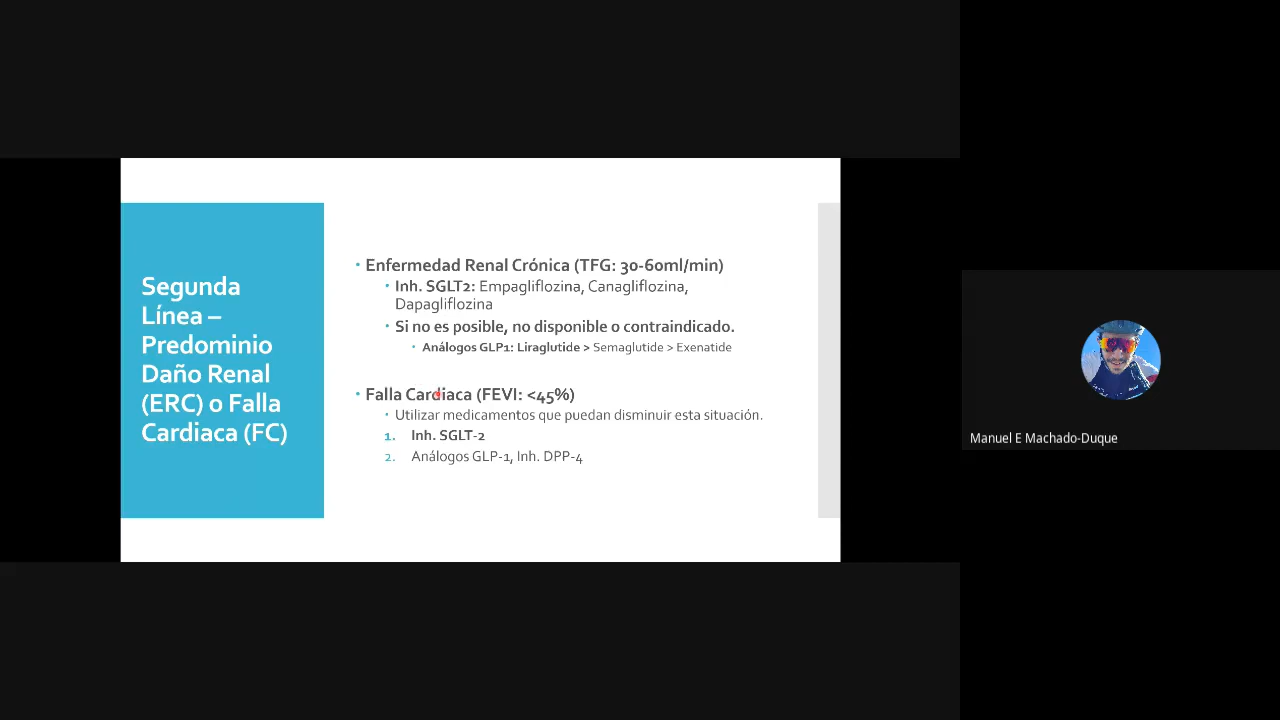 Segunda
Línea –
Predominio
Daño Renal
(ERC) o Falla
Cardiaca (FC)
• Enfermedad Renal Crónica (TFG: 30-60ml/min)
• Inh. SGLT2: Empagliflozina, Canagliflozina,
Dapagliflozina
• Si no es posible, no disponible o contraindicado.
• Análogos GLP1: Liraglutide > Semaglutide > Exenatide
• Falla Cardiaca (FEVI: <45%)
• Utilizar medicamentos que puedan disminuir esta situación.
1. Inh. SGLT-2
2. Análogos GLP-1, Inh. DPP-4
Manuel E Machado-Duque